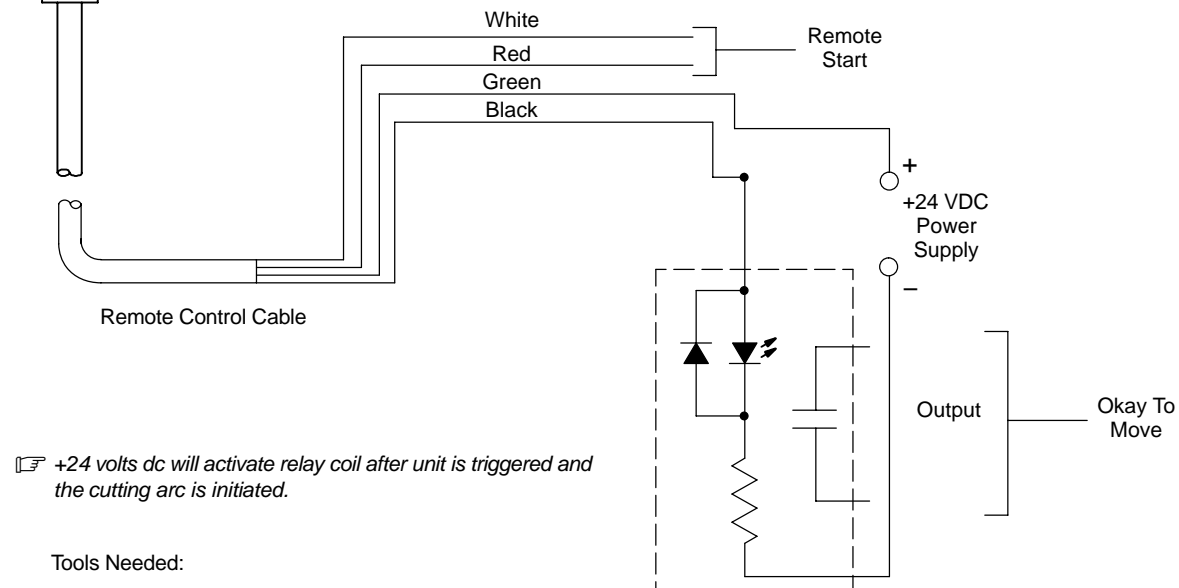 White
Remote
Start
Red
Green
Black
+
+24 VDC
Power
Supply
–
Remote Control Cable
Output
Okay To
Move
+24 volts dc will activate relay coil after unit is triggered and
the cutting arc is initiated.
Tools Needed: